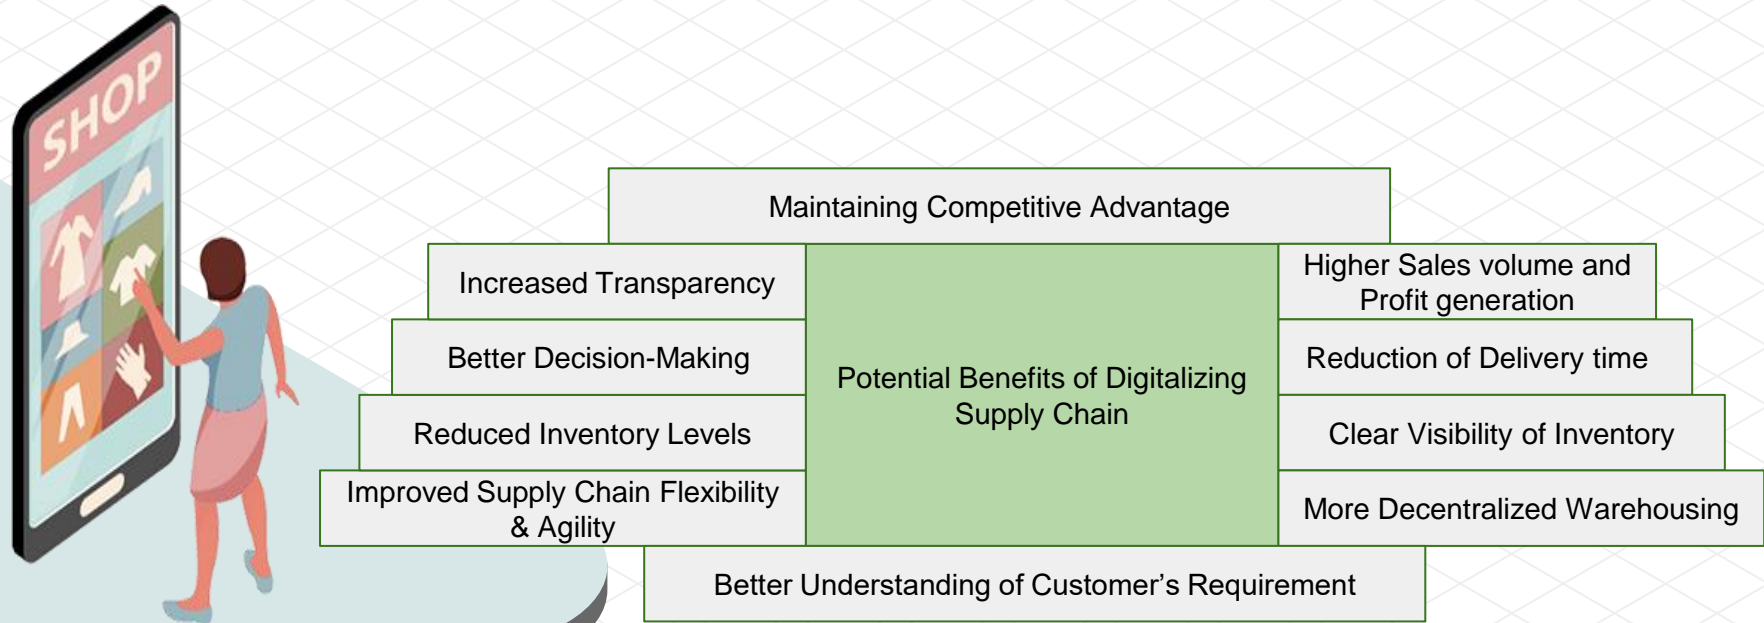 SHOP
Maintaining Competitive Advantage
Increased Transparency
Better Decision-Making
Reduced Inventory Levels
Improved Supply Chain Flexibility
& Agility
Potential Benefits of Digitalizing
Supply Chain
Higher Sales volume and
Profit generation
Reduction of Delivery time
Clear Visibility of Inventory
More Decentralized Warehousing
Better Understanding of Customer’s Requirement